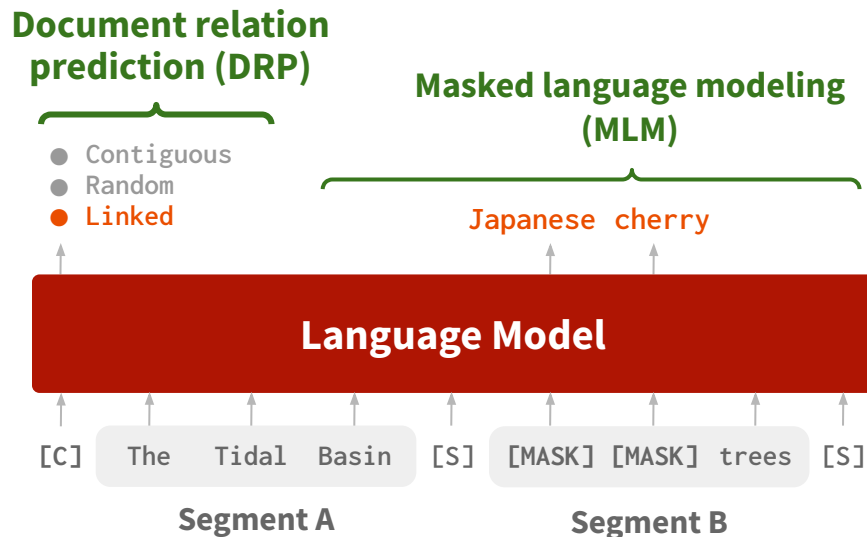 Document relation
prediction (DRP)
Masked language modeling
(MLM)
Contiguous
Random
Linked
Japanese cherry
Language Model
[C] The Tidal Basin [S] [MASK] [MASK] trees [S]
Segment A Segment B